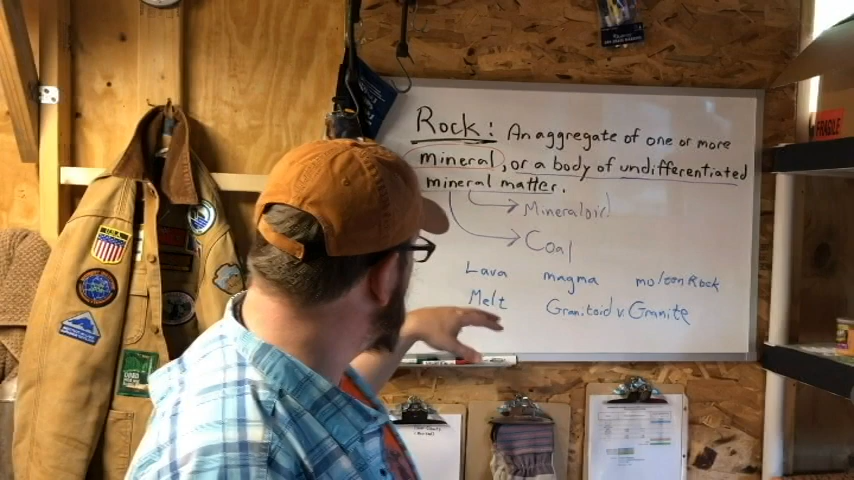 Rock: An aggregate of one or more
mineral, or a body of undifferentiated
mineral matter.
Mineraloid
Coal
Lava magma molten Rock
Melt Granitoid v. Granite
FRAGILE